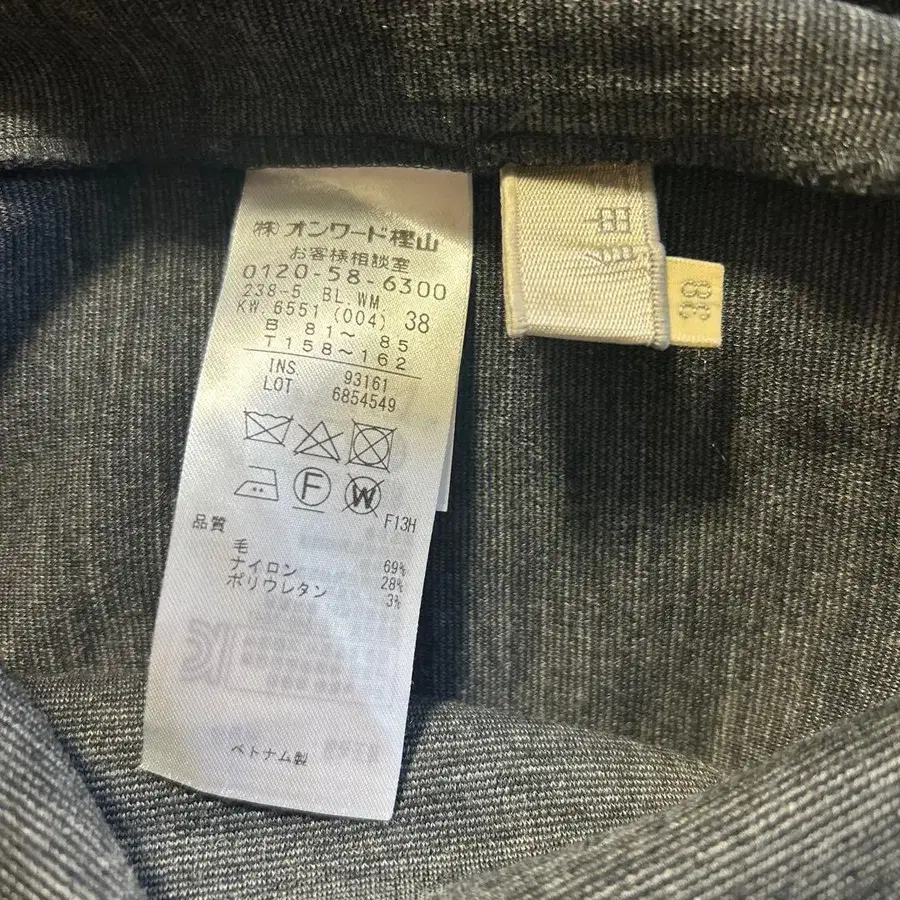 (株)オンワード樫山
お客様相談室
0120-58-6300
238-5 BL.WM
KW.6551 (004) 38
B 81~ 85
T158~162
INS 93161
LOT 6854549
F
W
F13H
品質
毛 69%
ナイロン 28%
ポリウレタン 3%
ベトナム製
38